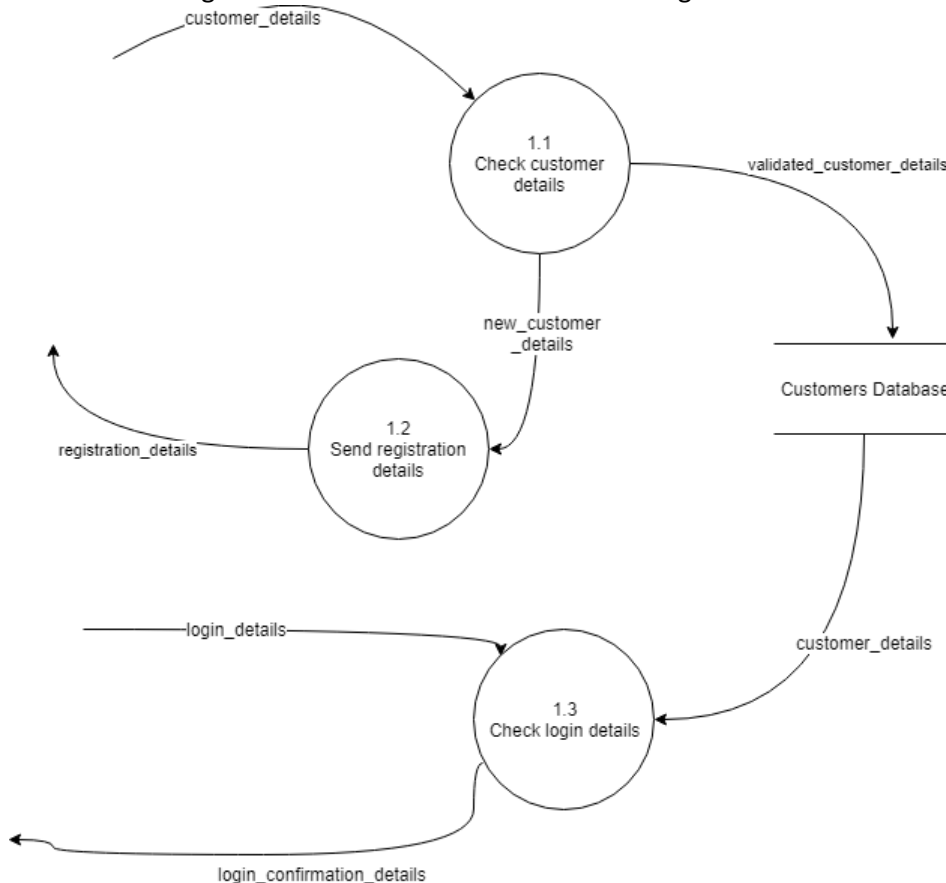 customer_details
1.1
Check customer
details
validated_customer_details
new_customer
_details
Customers Database
1.2
Send registration
details
registration_details
login_details
customer_details
1.3
Check login details
login_confirmation_details